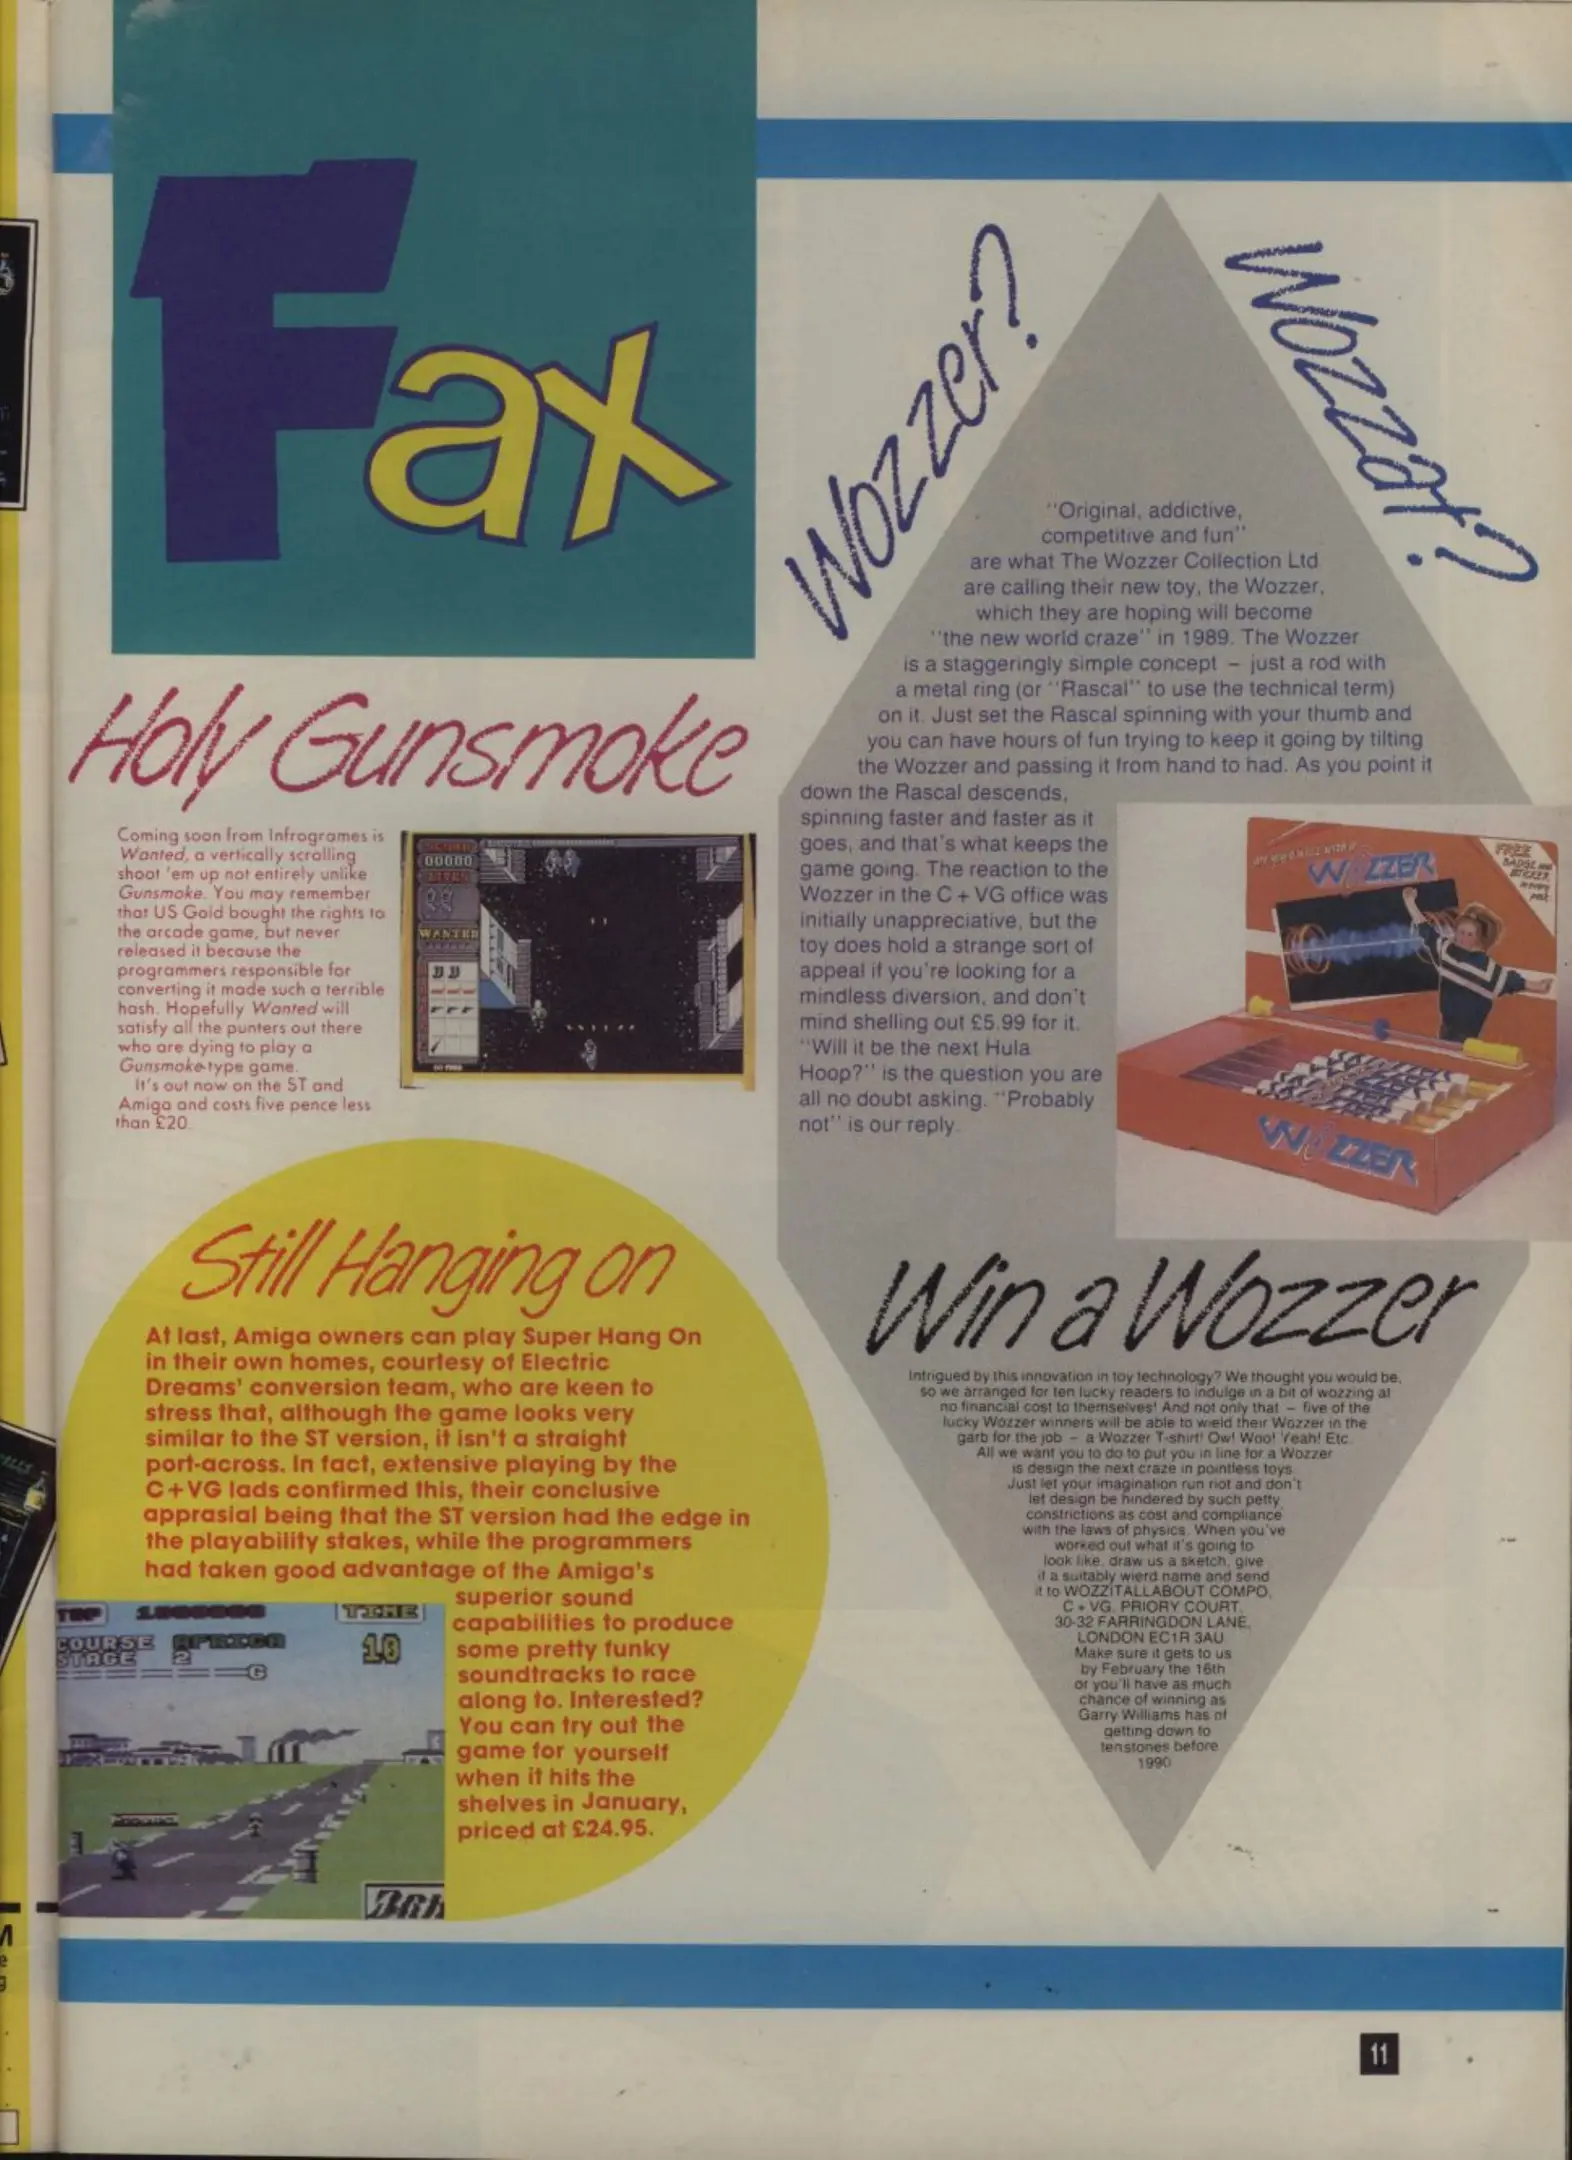 Fax
Holy Gunsmoke
Coming soon from Infrogrames is
Wanted, a vertically scrolling
shoot 'em up not entirely unlike
Gunsmoke. You may remember
that US Gold bought the rights to
the arcade game, but never
released it because the
programmers responsible for
converting it made such a terrible
hash. Hopefully Wanted will
satisfy all the punters out there
who are dying to play a
Gunsmoke-type game.
It's out now on the ST and
Amiga and costs five pence less
than £20.
00000
WANTED
Still Hanging on
At last, Amiga owners can play Super Hang On
in their own homes, courtesy of Electric
Dreams' conversion team, who are keen to
stress that, although the game looks very
similar to the ST version, it isn't a straight
port-across. In fact, extensive playing by the
C+VG lads confirmed this, their conclusive
apprasial being that the ST version had the edge in
the playability stakes, while the programmers
had taken good advantage of the Amiga's
superior sound
capabilities to produce
some pretty funky
soundtracks to race
along to. Interested?
You can try out the
game for yourself
when it hits the
shelves in January,
priced at £24.95.
TOP 1000000 TIME
COURSE AFRICA 10
STAGE 2
G
Wozzer? Wozzat?
"Original, addictive,
competitive and fun"
are what The Wozzer Collection Ltd
are calling their new toy, the Wozzer,
which they are hoping will become
"the new world craze" in 1989. The Wozzer
is a staggeringly simple concept – just a rod with
a metal ring (or "Rascal" to use the technical term)
on it. Just set the Rascal spinning with your thumb and
you can have hours of fun trying to keep it going by tilting
the Wozzer and passing it from hand to had. As you point it
down the Rascal descends,
spinning faster and faster as it
goes, and that's what keeps the
game going. The reaction to the
Wozzer in the C + VG office was
initially unappreciative, but the
toy does hold a strange sort of
appeal if you're looking for a
mindless diversion, and don't
mind shelling out £5.99 for it.
"Will it be the next Hula
Hoop?" is the question you are
all no doubt asking. "Probably
not" is our reply.
WOZZER
FREE
BADGE AND
STICKER
in every
pack
WOZZER
Win a Wozzer
Intrigued by this innovation in toy technology? We thought you would be,
so we arranged for ten lucky readers to indulge in a bit of wozzing at
no financial cost to themselves! And not only that – five of the
lucky Wozzer winners will be able to wield their Wozzer in the
garb for the job – a Wozzer T-shirt! Ow! Woo! Yeah! Etc.
All we want you to do to put you in line for a Wozzer
is design the next craze in pointless toys.
Just let your imagination run riot and don't
let design be hindered by such petty
constrictions as cost and compliance
with the laws of physics. When you've
worked out what it's going to
look like, draw us a sketch, give
it a suitably wierd name and send
it to WOZZITALLABOUT COMPO,
C + VG, PRIORY COURT,
30-32 FARRINGDON LANE,
LONDON EC1R 3AU
Make sure it gets to us
by February the 16th
or you'll have as much
chance of winning as
Garry Williams has of
getting down to
tenstones before
1990
11